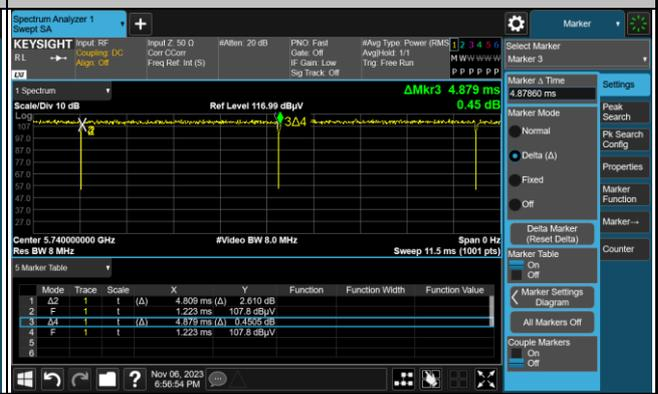 Spectrum Analyzer 1
Swept SA
+
Marker
KEYSIGHT Input: RF Input Z: 50 Ω #Atten: 20 dB PNO: Fast #Avg Type: Power (RMS 1 2 3 4 5 6
RL Coupling: DC Corr CCorr Gate: Off Avg|Hold: 1/1 M W W W W W
Align: Off Freq Ref: Int (S) IF Gain: Low Trig: Free Run
Sig Track: Off P P P P P P
LXI
Select Marker
Marker 3
1 Spectrum
ΔMkr3 4.879 ms
Scale/Div 10 dB Ref Level 116.99 dBµV 0.45 dB
Log
107
97.0
87.0
77.0
67.0
57.0
47.0
37.0
27.0
2
3Δ4
Center 5.740000000 GHz #Video BW 8.0 MHz Span 0 Hz
Res BW 8 MHz Sweep 11.5 ms (1001 pts)
5 Marker Table
Mode Trace Scale X Y Function Function Width Function Value
1 Δ2 1 t (Δ) 4.809 ms (Δ) 2.610 dB
2 F 1 t 1.223 ms 107.8 dBµV
3 Δ4 1 t (Δ) 4.879 ms (Δ) 0.4505 dB
4 F 1 t 1.223 ms 107.8 dBµV
5
6
Nov 06, 2023
6:56:54 PM
?
Marker Δ Time
4.87860 ms
Marker Mode
Normal
Delta (Δ)
Fixed
Off
Delta Marker
(Reset Delta)
Marker Table
On
Off
Marker Settings
Diagram
All Markers Off
Couple Markers
On
Off
Settings
Peak
Search
Pk Search
Config
Properties
Marker
Function
Marker→
Counter